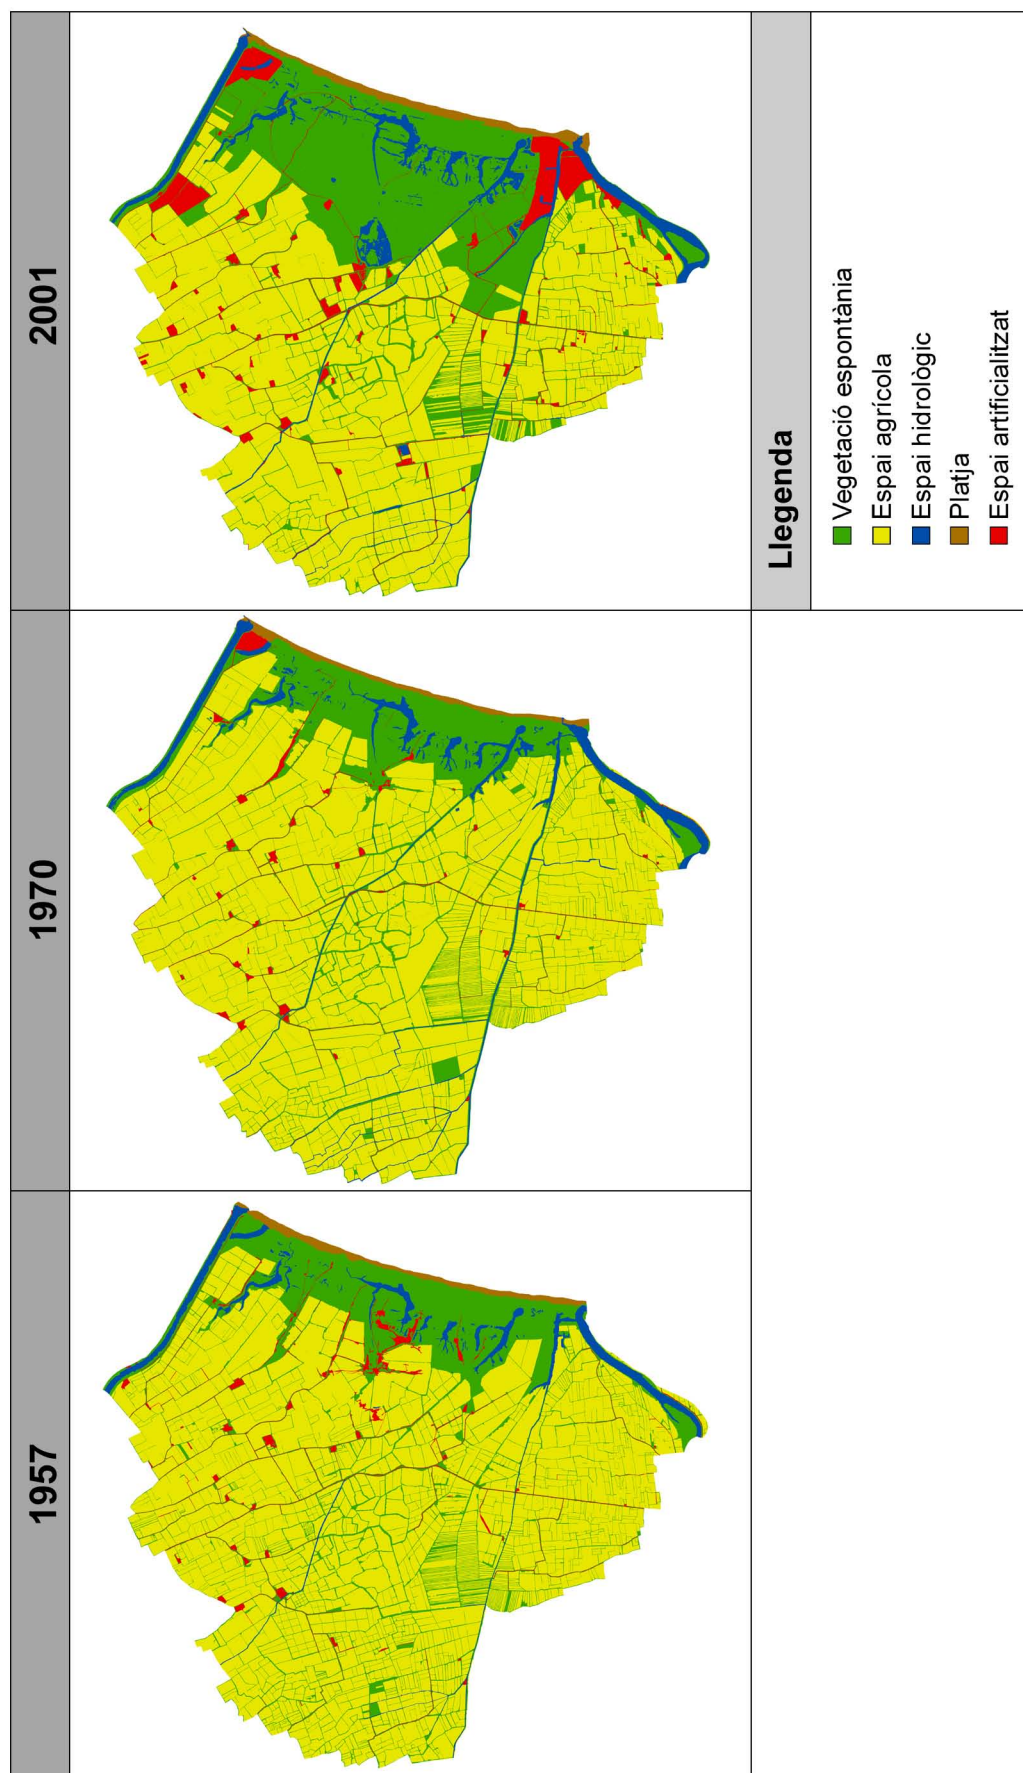 1957
1970
2001
Llegenda
Vegetació espontània
Espai agrícola
Espai hidrològic
Platja
Espai artificialitzat